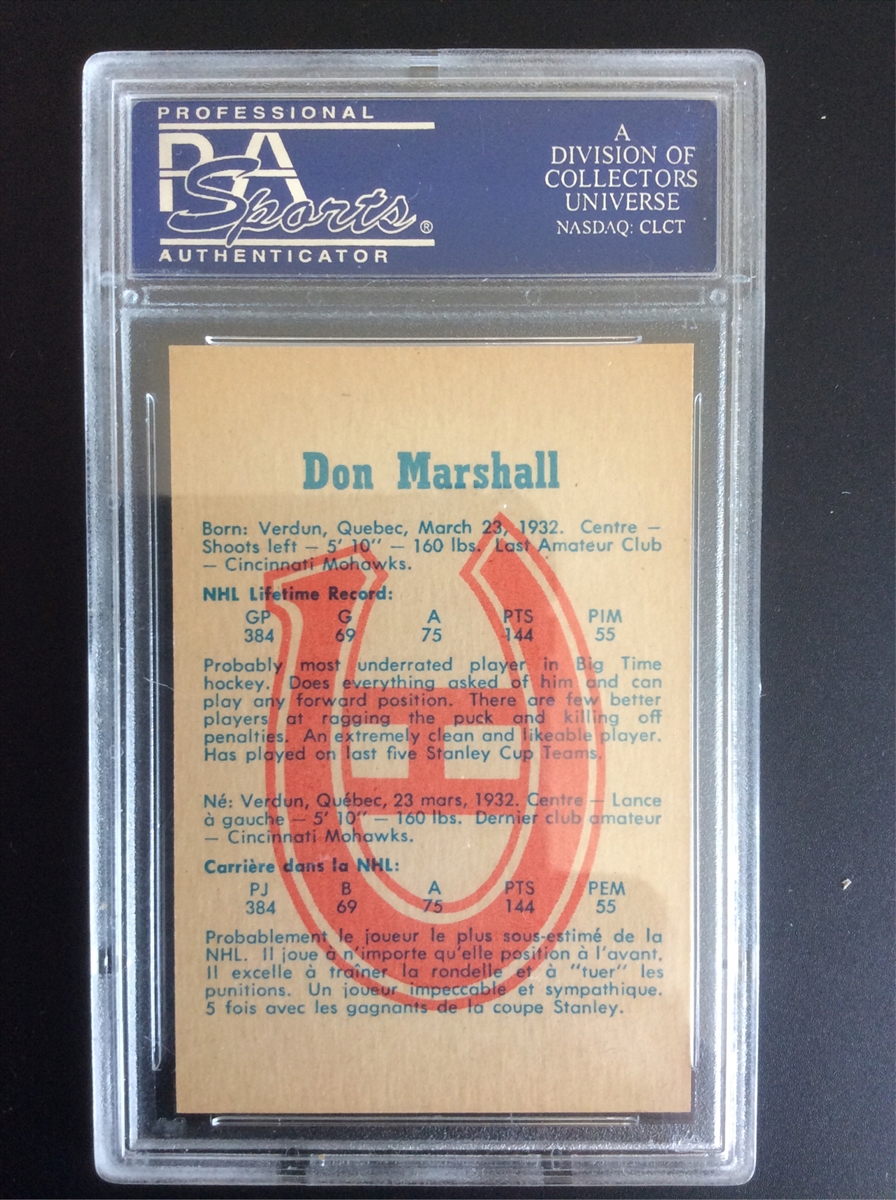 PROFESSIONAL
PSA
Sports®
AUTHENTICATOR
A
DIVISION OF
COLLECTORS
UNIVERSE
NASDAQ: CLCT
Don Marshall
Born: Verdun, Quebec, March 23, 1932. Centre —
Shoots left — 5' 10" — 160 lbs. Last Amateur Club
— Cincinnati Mohawks.
NHL Lifetime Record:
GP G A PTS PIM
384 69 75 144 55
Probably most underrated player in Big Time
hockey. Does everything asked of him and can
play any forward position. There are few better
players at ragging the puck and killing off
penalties. An extremely clean and likeable player.
Has played on last five Stanley Cup Teams.
Né: Verdun, Québec, 23 mars, 1932. Centre — Lance
à gauche — 5' 10" — 160 lbs. Dernier club amateur
— Cincinnati Mohawks.
Carrière dans la NHL:
PJ B A PTS PEM
384 69 75 144 55
Probablement le joueur le plus sous-estimé de la
NHL. Il joue à n'importe qu'elle position à l'avant.
Il excelle à traîner la rondelle et à "tuer" les
punitions. Un joueur impeccable et sympathique.
5 fois avec les gagnants de la coupe Stanley.